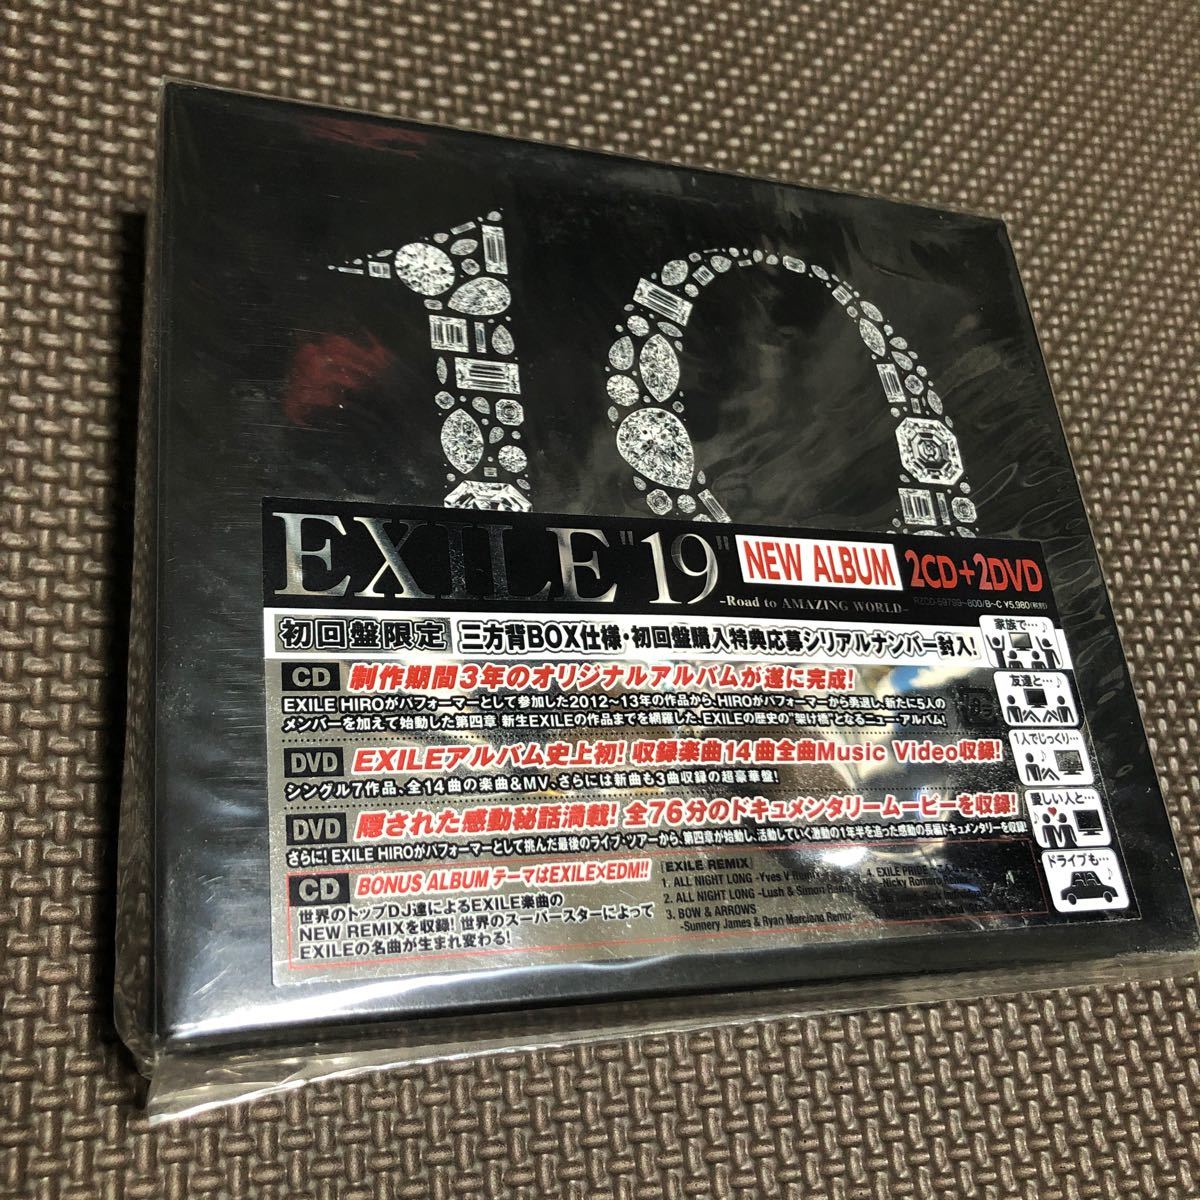 EXILE "19" NEW ALBUM 2CD+2DVD
-Road to AMAZING WORLD-
RZCD-59799~800/B~C ¥5,980(税別)
初回盤限定 三方背BOX仕様・初回盤購入特典応募シリアルナンバー封入!
CD 制作期間3年のオリジナルアルバムが遂に完成!
EXILE HIROがパフォーマーとして参加した2012~13年の作品から、HIROがパフォーマーから勇退し、新たに5人の
メンバーを加えて始動した第四章 新生EXILEの作品までを網羅した、EXILEの歴史の"架け橋"となるニュー・アルバム!
DVD EXILEアルバム史上初! 収録楽曲14曲全曲Music Video収録!
シングル7作品、全14曲の楽曲&MV、さらには新曲も3曲収録の超豪華盤!
DVD 隠された感動秘話満載! 全76分のドキュメンタリームービーを収録!
さらに! EXILE HIROがパフォーマーとして挑んだ最後のライブ・ツアーから、第四章が始動し、活動していく激動の1年半を追った感動の長編ドキュメンタリーを収録!
CD BONUS ALBUM テーマはEXILE×EDM!!
世界のトップDJ達によるEXILE楽曲の
NEW REMIXを収録! 世界のスーパースターによって
EXILEの名曲が生まれ変わる!
[EXILE REMIX]
1. ALL NIGHT LONG -Yves V Remix-
2. ALL NIGHT LONG -Lush & Simon
3. BOW & ARROWS
-Sunnery James & Ryan Marciano Remix-
4. EXILE PRIDE
-Nicky Romero
家族で…♪
友達と…♪
1人でじっくり…
愛しい人と…
ドライブも…